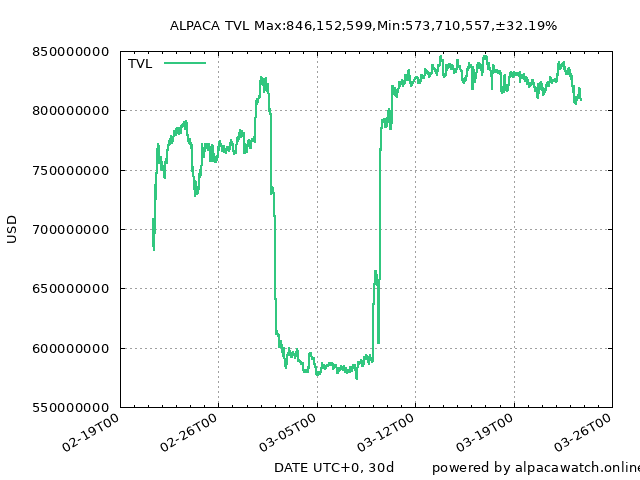 ALPACA TVL Max:846,152,599,Min:573,710,557,±32.19%
850000000
TVL
800000000
750000000
700000000
USD
650000000
600000000
550000000
02-19T00
02-26T00
03-05T00
03-12T00
03-19T00
03-26T00
DATE UTC+0, 30d
powered by alpacawatch.online